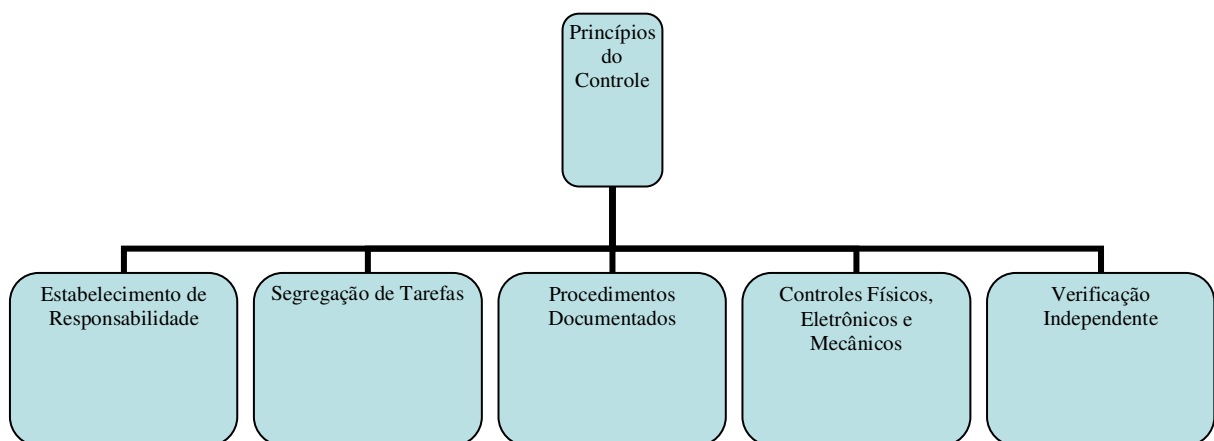 Princípios
do
Controle
Estabelecimento de
Responsabilidade
Segregação de Tarefas
Procedimentos
Documentados
Controles Físicos,
Eletrônicos e
Mecânicos
Verificação
Independente